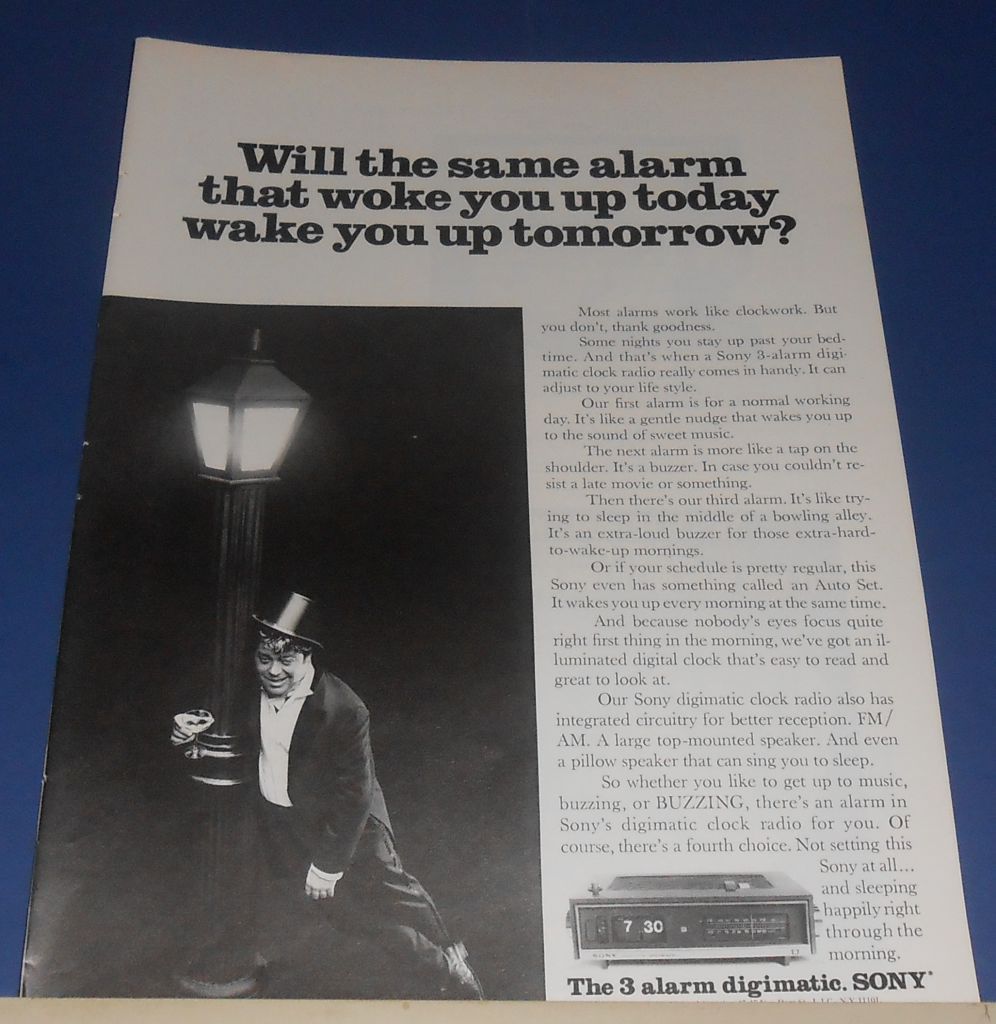 Will the same alarm
that woke you up today
wake you up tomorrow?
Most alarms work like clockwork. But
you don't, thank goodness.
Some nights you stay up past your bed-
time. And that's when a Sony 3-alarm digi-
matic clock radio really comes in handy. It can
adjust to your life style.
Our first alarm is for a normal working
day. It's like a gentle nudge that wakes you up
to the sound of sweet music.
The next alarm is more like a tap on the
shoulder. It's a buzzer. In case you couldn't re-
sist a late movie or something.
Then there's our third alarm. It's like try-
ing to sleep in the middle of a bowling alley.
It's an extra-loud buzzer for those extra-hard-
to-wake-up mornings.
Or if your schedule is pretty regular, this
Sony even has something called an Auto Set.
It wakes you up every morning at the same time.
And because nobody's eyes focus quite
right first thing in the morning, we've got an il-
luminated digital clock that's easy to read and
great to look at.
Our Sony digimatic clock radio also has
integrated circuitry for better reception. FM/
AM. A large top-mounted speaker. And even
a pillow speaker that can sing you to sleep.
So whether you like to get up to music,
buzzing, or BUZZING, there's an alarm in
Sony's digimatic clock radio for you. Of
course, there's a fourth choice. Not setting this
Sony at all...
and sleeping
happily right
through the
morning.
7 30
SONY
The 3 alarm digimatic. SONY®